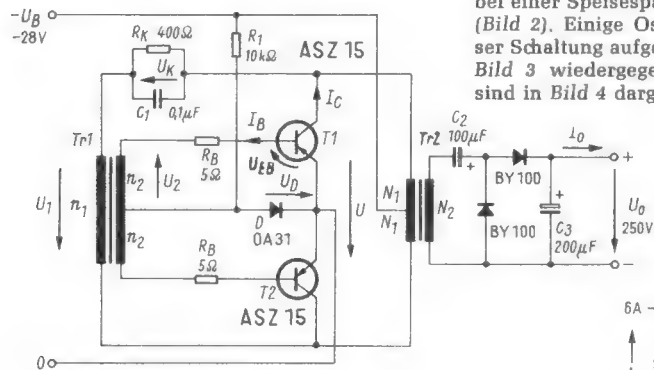 bei einer Speisespa
(Bild 2). Einige Os
ser Schaltung aufge
Bild 3 wiedergege
sind in Bild 4 darg
-U_B
-28V
R_K 400Ω
U_K
C_1 0,1µF
R_1
10kΩ
ASZ 15
I_C
I_B
T1
U_EB
R_B
5Ω
Tr1
n_2
U_2
U_1
n_1
n_2
U_D
D
OA31
U
R_B
5Ω
T2
ASZ 15
0
Tr2
N_1
N_1
N_2
C_2
100µF
+
BY 100
BY 100
I_0
+
+
C_3
200µF
U_0
250V
-
6A